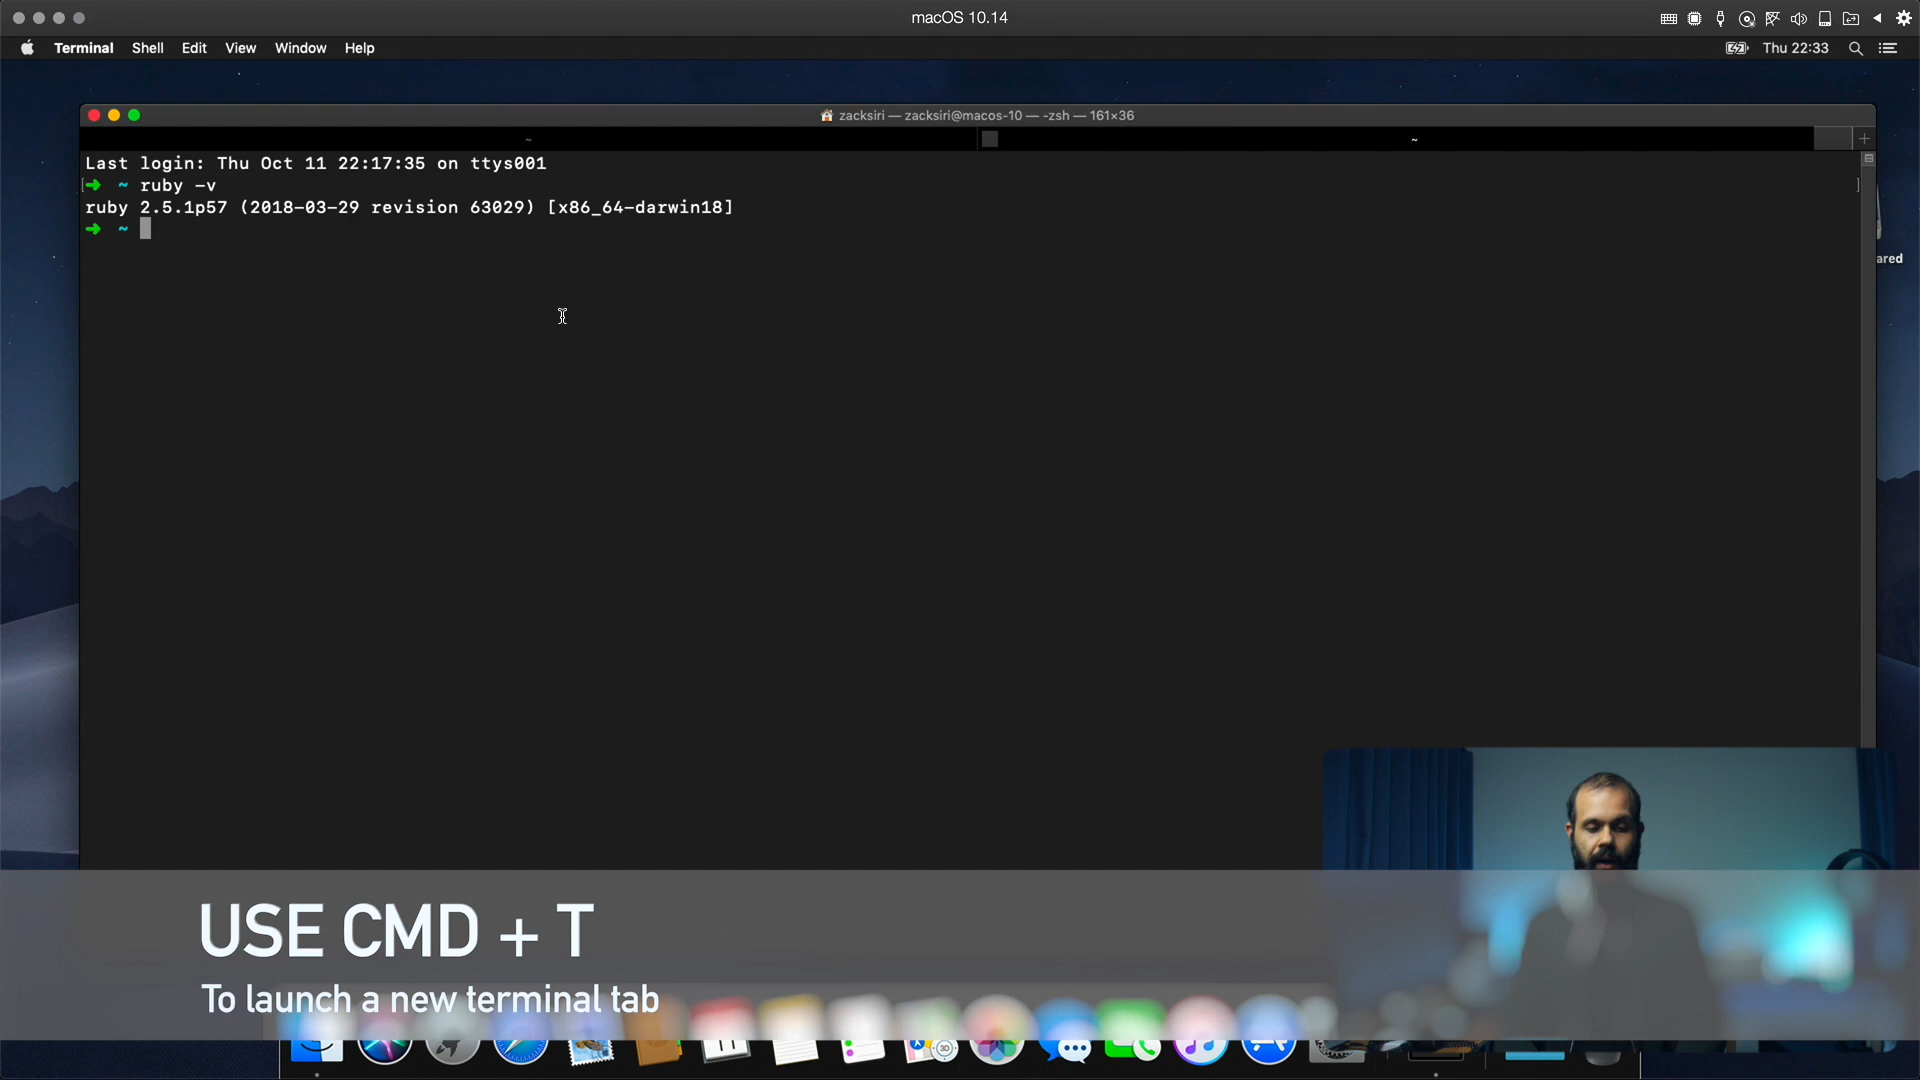 macOS 10.14
Terminal Shell Edit View Window Help
Thu 22:33
zacksiri — zacksiri@macos-10 — -zsh — 161×36
~
~
Last login: Thu Oct 11 22:17:35 on ttys001
[➜ ~ ruby -v ]
ruby 2.5.1p57 (2018-03-29 revision 63029) [x86_64-darwin18]
➜ ~
ared
USE CMD + T
To launch a new terminal tab
11
3D